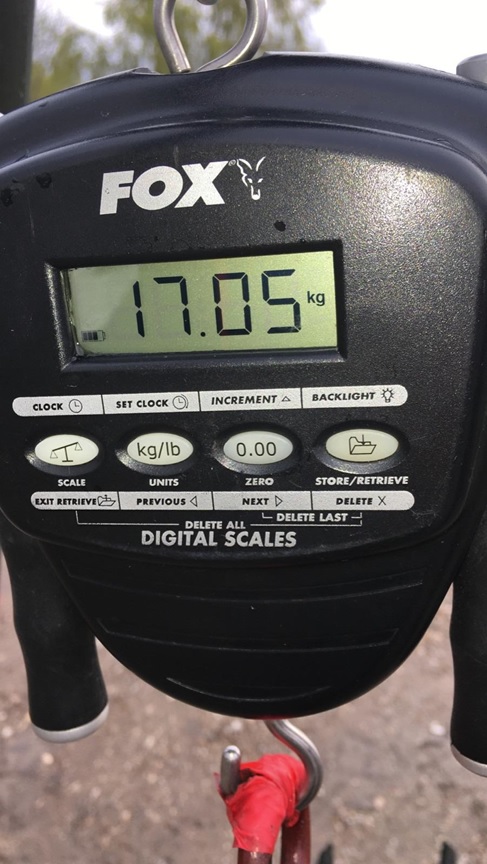 FOX®
17.05 kg
CLOCK SET CLOCK INCREMENT BACKLIGHT
kg/lb 0.00
SCALE UNITS ZERO STORE/RETRIEVE
EXIT RETRIEVE PREVIOUS NEXT DELETE X
DELETE LAST
DELETE ALL
DIGITAL SCALES